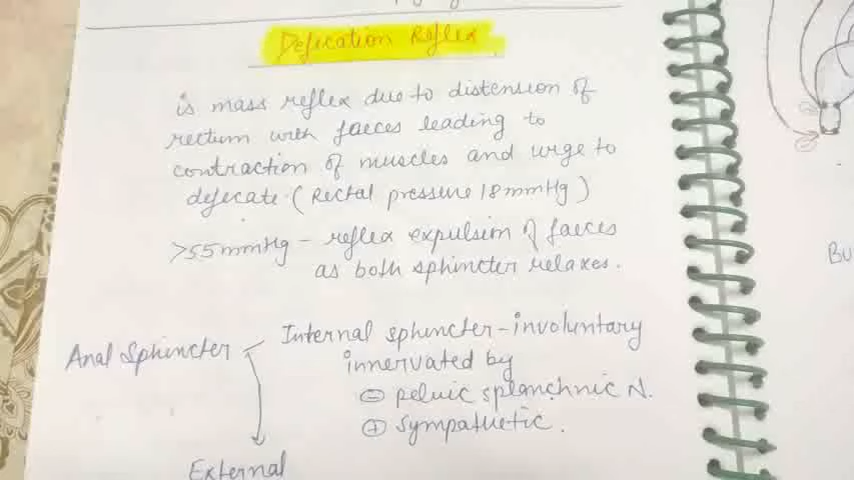 Defication Reflex
is mass reflex due to distension of
rectum with faeces leading to
contraction of muscles and urge to
defecate. (Rectal pressure 18mmHg)
>55mmHg - reflex expulsion of faeces
as both sphincter relaxes.
Anal Sphincter - Internal sphincter - involuntary
innervated by
⊖ pelvic splanchnic N.
⊕ sympathetic.
External
Bu